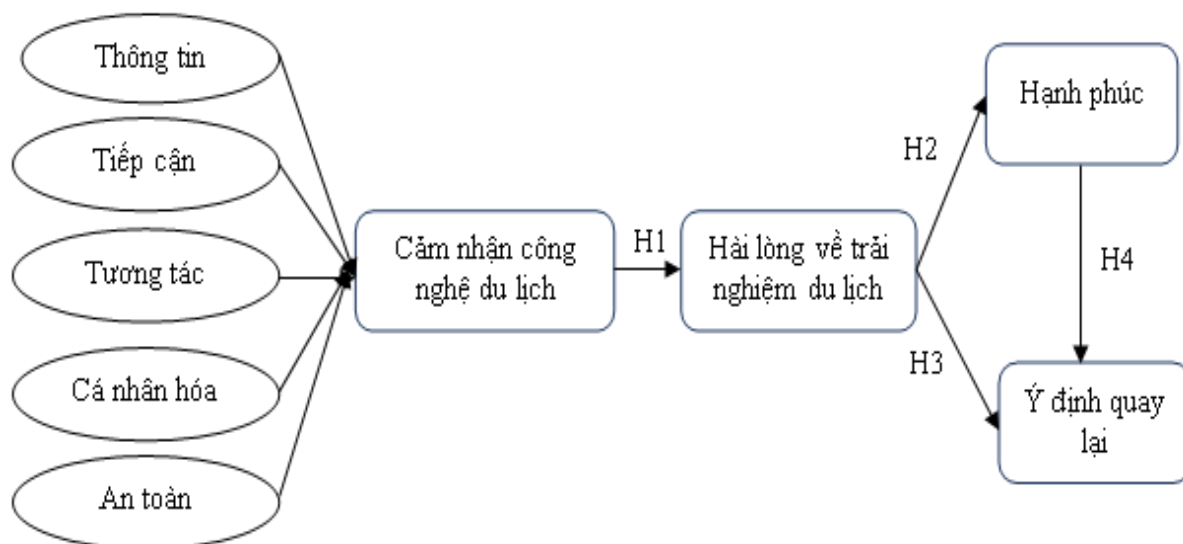 Thông tin
Tiếp cận
Tương tác
Cá nhân hóa
An toàn
Cảm nhận công
nghệ du lịch
H1
Hài lòng về trải
nghiệm du lịch
H2
H3
Hạnh phúc
H4
Ý định quay
lại